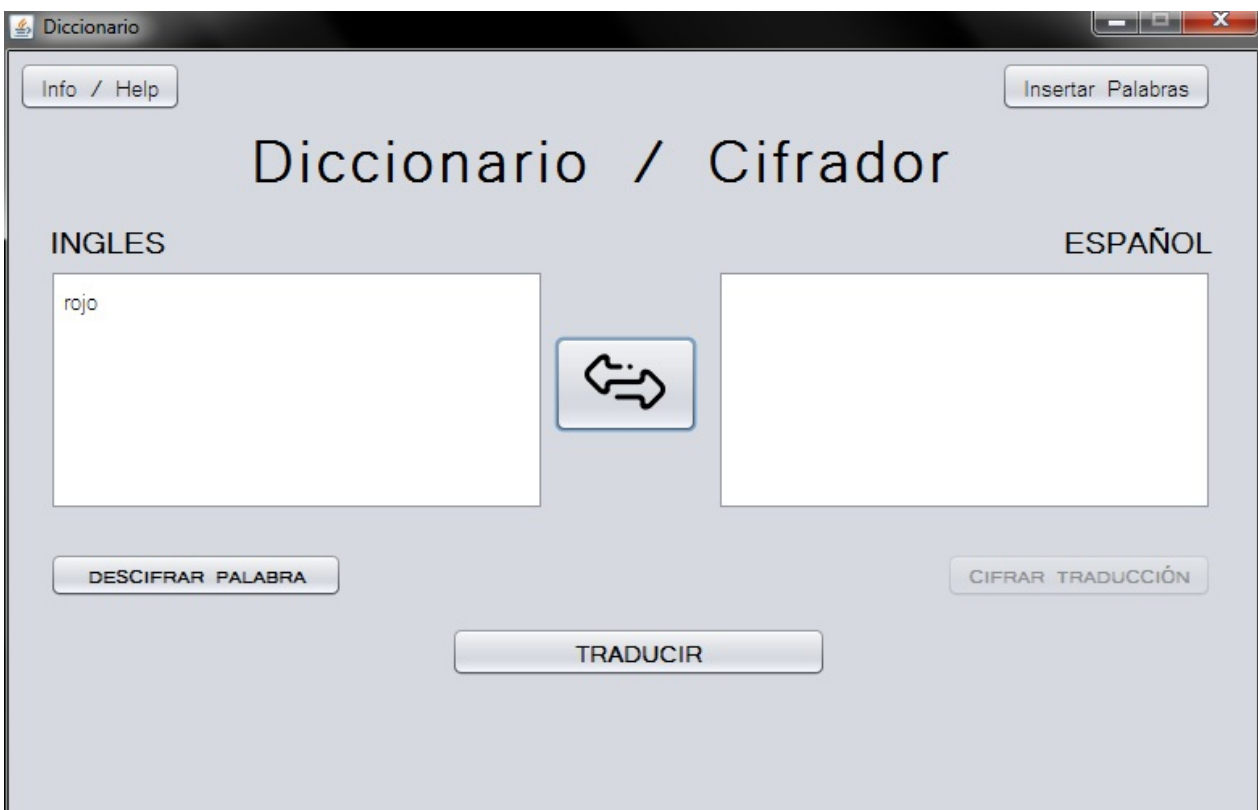 Diccionario
Info / Help
Insertar Palabras
Diccionario / Cifrador
INGLES
ESPAÑOL
rojo
DESCIFRAR PALABRA
CIFRAR TRADUCCIÓN
TRADUCIR